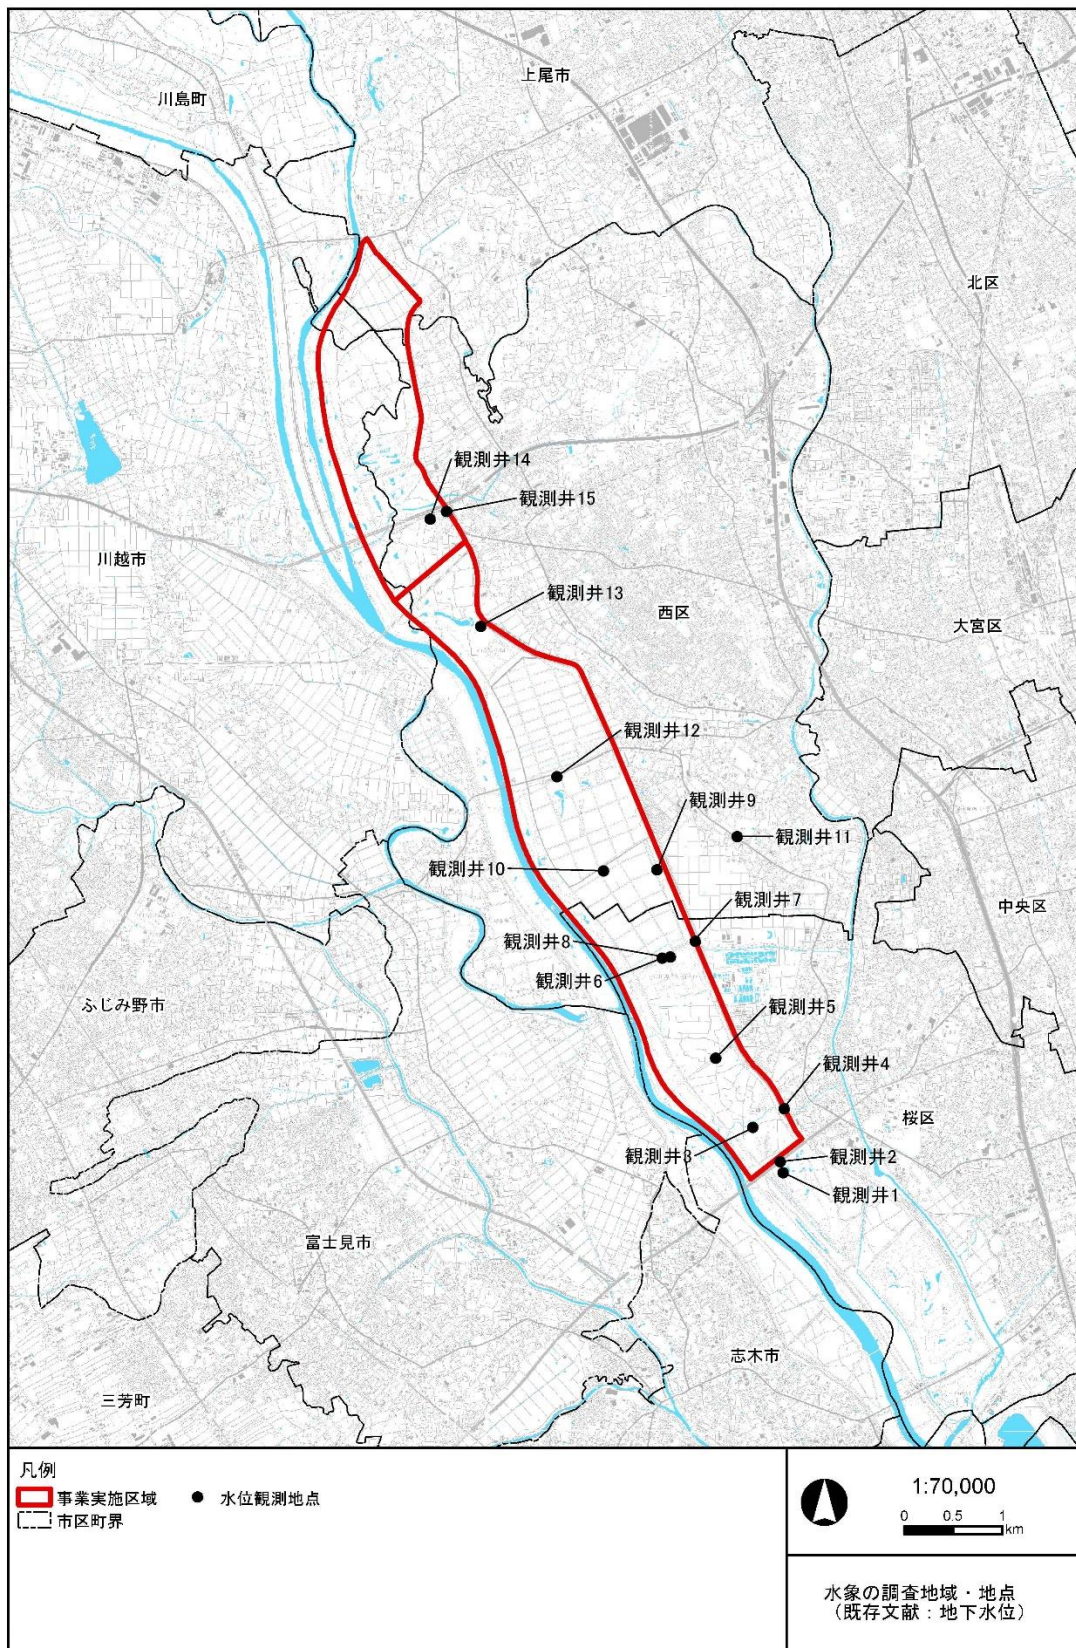 上尾市
川島町
北区
観測井14
観測井15
川越市
観測井13
西区
大宮区
観測井12
観測井9
観測井11
観測井10
中央区
観測井7
観測井8
観測井6
ふじみ野市
観測井5
観測井4
桜区
観測井3
観測井2
観測井1
富士見市
志木市
三芳町
凡例
事業実施区域
水位観測地点
市区町界
1:70,000
0 0.5 1
km
水象の調査地域・地点
(既存文献:地下水位)